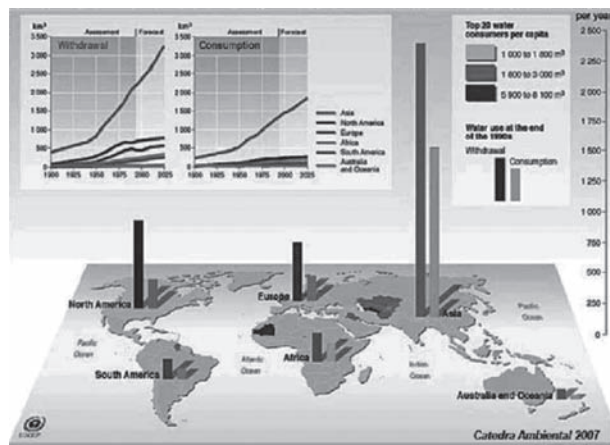 km³
3 500
3 000
2 500
2 000
1 500
1 000
500
0
Assessment
Forecast
Withdrawal
1900
1925
1950
1975
2000
2025
km³
3 500
3 000
2 500
2 000
1 500
1 000
500
0
Assessment
Forecast
Consumption
1900
1925
1950
1975
2000
2025
Asia
North America
Europe
Africa
South America
Australia
and Oceania
Top 20 water
consumers per capita
1 000 to 1 600 m³
1 600 to 3 000 m³
Water use at the end
of the 1990s
Withdrawal
Consumption
per year
2 500
2 250
2 000
1 750
1 500
1 250
1 000
750
500
250
0
North America
Europe
Asia
Pacific
Ocean
Pacific
Ocean
Atlantic
Ocean
Africa
Indian
Ocean
South America
Australia and Oceania
Catedra Ambiental 2007